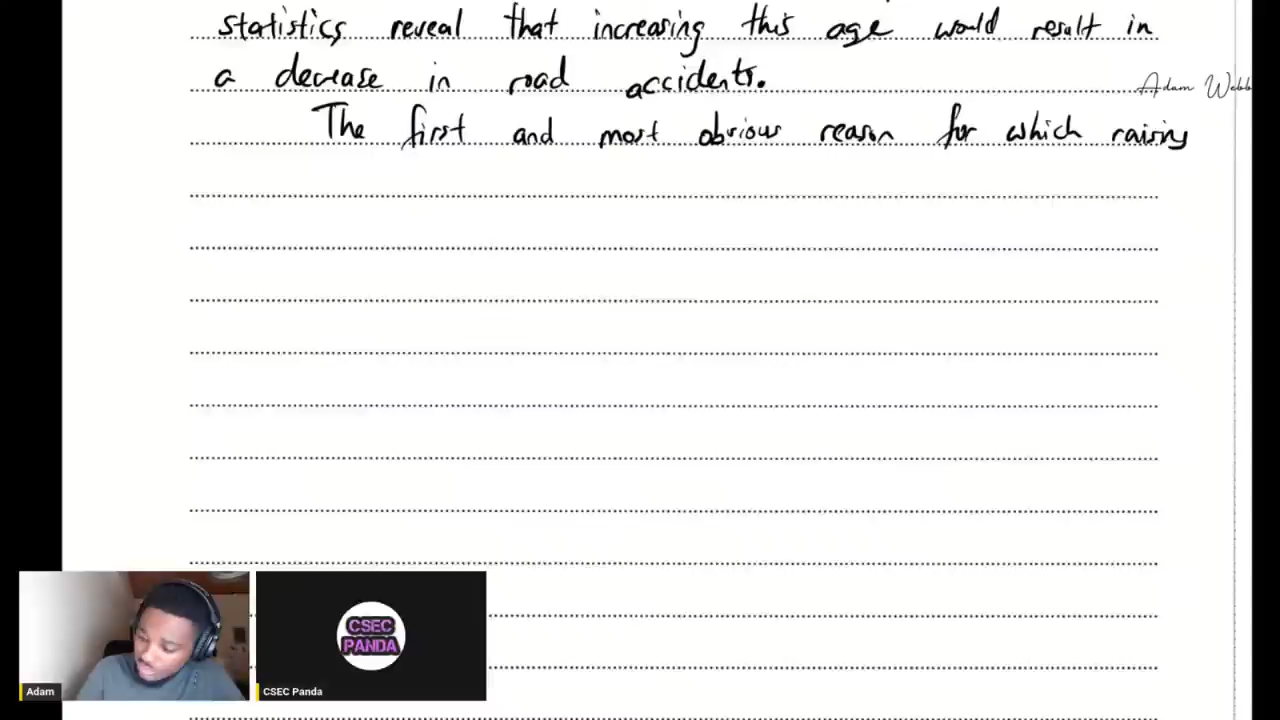 statistics reveal that increasing this age would result in
a decrease in road accidents.
Adam Webb
The first and most obvious reason for which raising
CSEC
PANDA
Adam
CSEC Panda